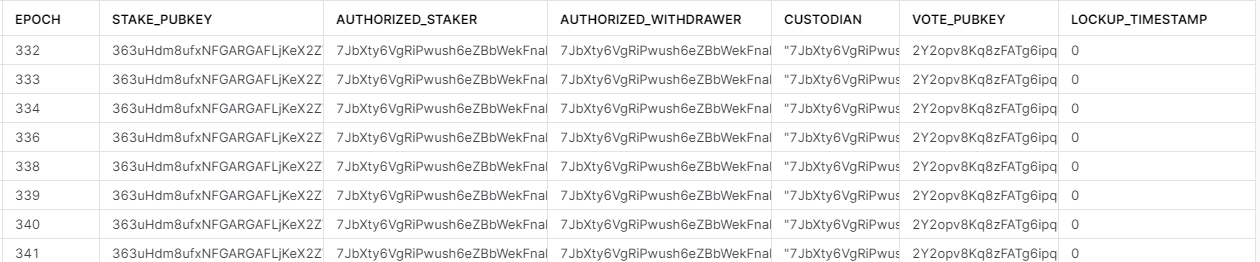 EPOCH STAKE_PUBKEY AUTHORIZED_STAKER AUTHORIZED_WITHDRAWER CUSTODIAN VOTE_PUBKEY LOCKUP_TIMESTAMP
332 363uHdm8ufxNFGARGAFLjKeX2Z 7JbXty6VgRiPwush6eZBbWekFnal 7JbXty6VgRiPwush6eZBbWekFnal "7JbXty6VgRiPwus 2Y2opv8Kq8zFATg6ipq 0
333 363uHdm8ufxNFGARGAFLjKeX2Z 7JbXty6VgRiPwush6eZBbWekFnal 7JbXty6VgRiPwush6eZBbWekFnal "7JbXty6VgRiPwus 2Y2opv8Kq8zFATg6ipq 0
334 363uHdm8ufxNFGARGAFLjKeX2Z 7JbXty6VgRiPwush6eZBbWekFnal 7JbXty6VgRiPwush6eZBbWekFnal "7JbXty6VgRiPwus 2Y2opv8Kq8zFATg6ipq 0
336 363uHdm8ufxNFGARGAFLjKeX2Z 7JbXty6VgRiPwush6eZBbWekFnal 7JbXty6VgRiPwush6eZBbWekFnal "7JbXty6VgRiPwus 2Y2opv8Kq8zFATg6ipq 0
338 363uHdm8ufxNFGARGAFLjKeX2Z 7JbXty6VgRiPwush6eZBbWekFnal 7JbXty6VgRiPwush6eZBbWekFnal "7JbXty6VgRiPwus 2Y2opv8Kq8zFATg6ipq 0
339 363uHdm8ufxNFGARGAFLjKeX2Z 7JbXty6VgRiPwush6eZBbWekFnal 7JbXty6VgRiPwush6eZBbWekFnal "7JbXty6VgRiPwus 2Y2opv8Kq8zFATg6ipq 0
340 363uHdm8ufxNFGARGAFLjKeX2Z 7JbXty6VgRiPwush6eZBbWekFnal 7JbXty6VgRiPwush6eZBbWekFnal "7JbXty6VgRiPwus 2Y2opv8Kq8zFATg6ipq 0
341 363uHdm8ufxNFGARGAFLjKeX2Z 7JbXty6VgRiPwush6eZBbWekFnal 7JbXty6VgRiPwush6eZBbWekFnal "7JbXty6VgRiPwus 2Y2opv8Kq8zFATg6ipq 0